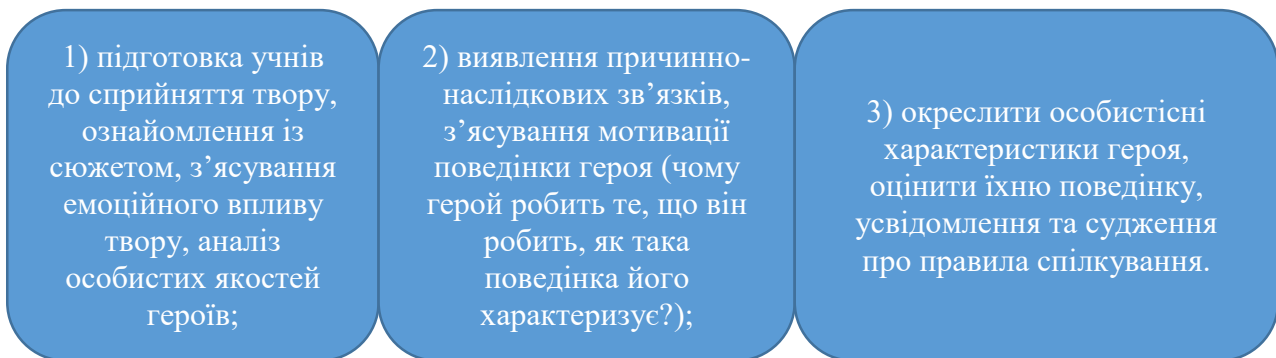 1) підготовка учнів
до сприйняття твору,
ознайомлення із
сюжетом, з’ясування
емоційного впливу
твору, аналіз
особистих якостей
героїв;
2) виявлення причинно-
наслідкових зв’язків,
з’ясування мотивації
поведінки героя (чому
герой робить те, що він
робить, як така
поведінка його
характеризує?);
3) окреслити особистісні
характеристики героя,
оцінити їхню поведінку,
усвідомлення та судження
про правила спілкування.